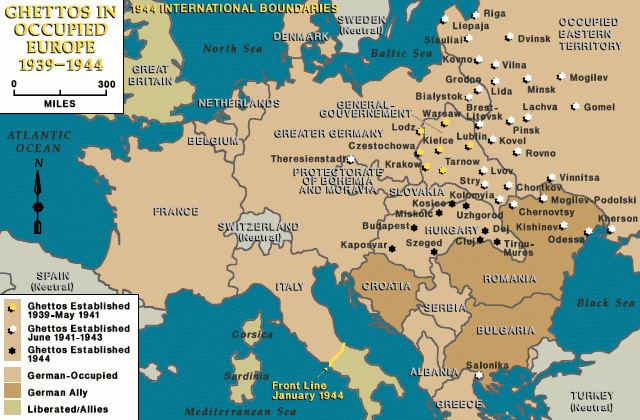 GHETTOS IN
OCCUPIED
EUROPE
1939–1944
0 300
MILES
1944 INTERNATIONAL BOUNDARIES
North Sea
SWEDEN
(Neutral)
DENMARK
Baltic Sea
Riga
Liepaja
Siauliai
Dvinsk
OCCUPIED
EASTERN
TERRITORY
Kovno
Vilna
GREAT
BRITAIN
Grodno
Lida
Minsk
Mogilev
Bialystok
NETHERLANDS
GENERAL-
GOUVERNEMENT
Brest-
Litovsk
Lachva
Gomel
Warsaw
Pinsk
ATLANTIC
OCEAN
BELGIUM
GREATER GERMANY
Lodz
Kielce
Lublin
Kovel
Czestochowa
Rovno
Theresienstadt
Krakow
Tarnow
Lvov
N
PROTECTORATE
OF BOHEMIA
AND MORAVIA
Stry
Vinnitsa
SLOVAKIA
Kolomyia
Chortkov
Kosice
Mogilev-Podolski
FRANCE
Miskolc
Uzhgorod
Chernovtsy
Kherson
SWITZERLAND
(Neutral)
Budapest
HUNGARY
Dej
Kishinev
Kaposvar
Szeged
Cluj
Tirgu-
Mures
Odessa
SPAIN
(Neutral)
ITALY
CROATIA
ROMANIA
SERBIA
Black Sea
Ghettos Established
1939-May 1941
Ghettos Established
June 1941-1943
Ghettos Established
1944
German-Occupied
German Ally
Liberated/Allies
Corsica
BULGARIA
Sardinia
Front Line
January 1944
ALBANIA
Salonika
TURKEY
(Neutral)
Mediterranean Sea
GREECE